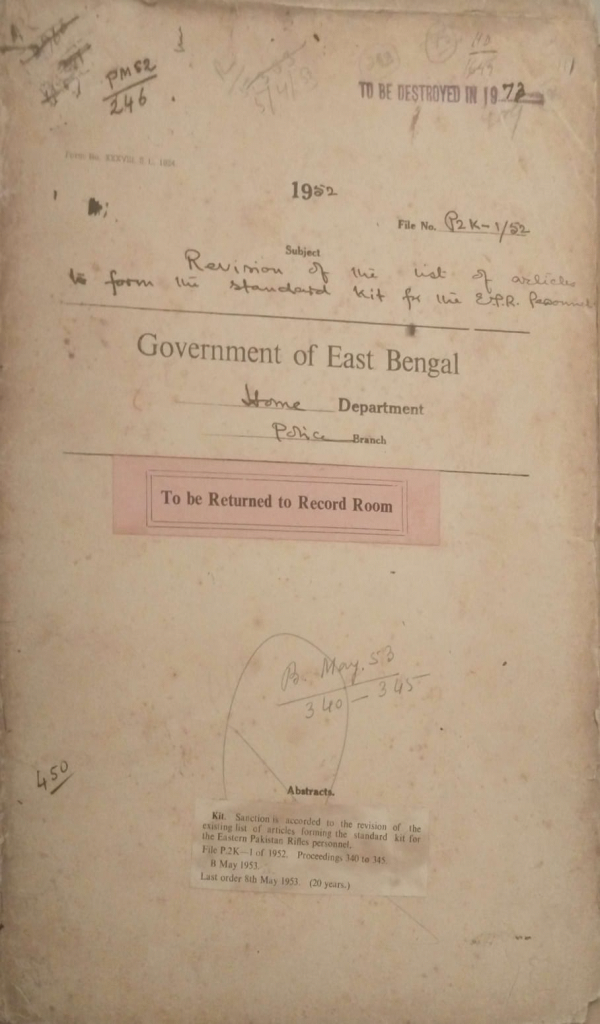 PM52
246
TO BE DESTROYED IN 1973
1952
File No. P2K-1/52
Subject
Revision of the list of articles
to form the standard kit for the E.P.R. Personnel
Government of East Bengal
Home Department
Police Branch
To be Returned to Record Room
B. May. 53
340 - 345
450
Abstracts.
Kit. Sanction is accorded to the revision of the
existing list of articles forming the standard kit for
the Eastern Pakistan Rifles personnel.
File P.2K—1 of 1952. Proceedings 340 to 345.
B May 1953.
Last order 8th May 1953 (20 years.)